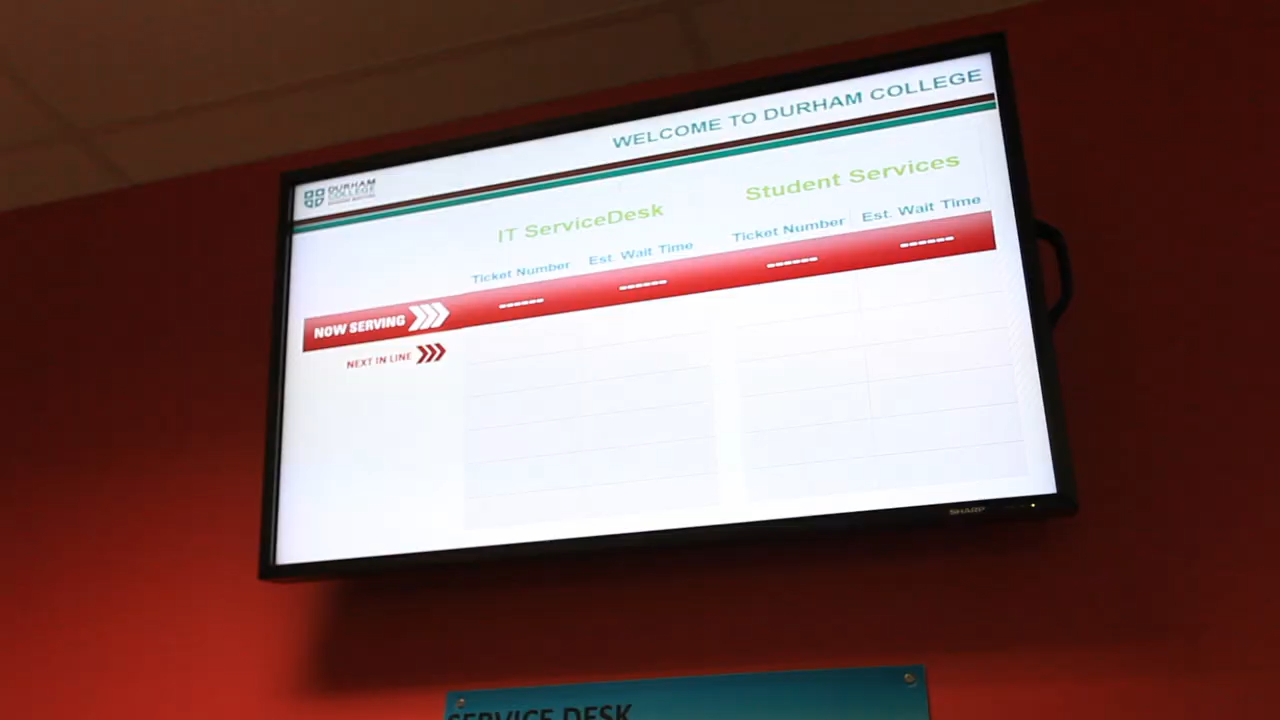 WELCOME TO DURHAM COLLEGE
DURHAM
COLLEGE
IT ServiceDesk
Student Services
Ticket Number
Est. Wait Time
Ticket Number
Est. Wait Time
NOW SERVING
------
------
------
------
NEXT IN LINE
SHARP
SERVICE DESK